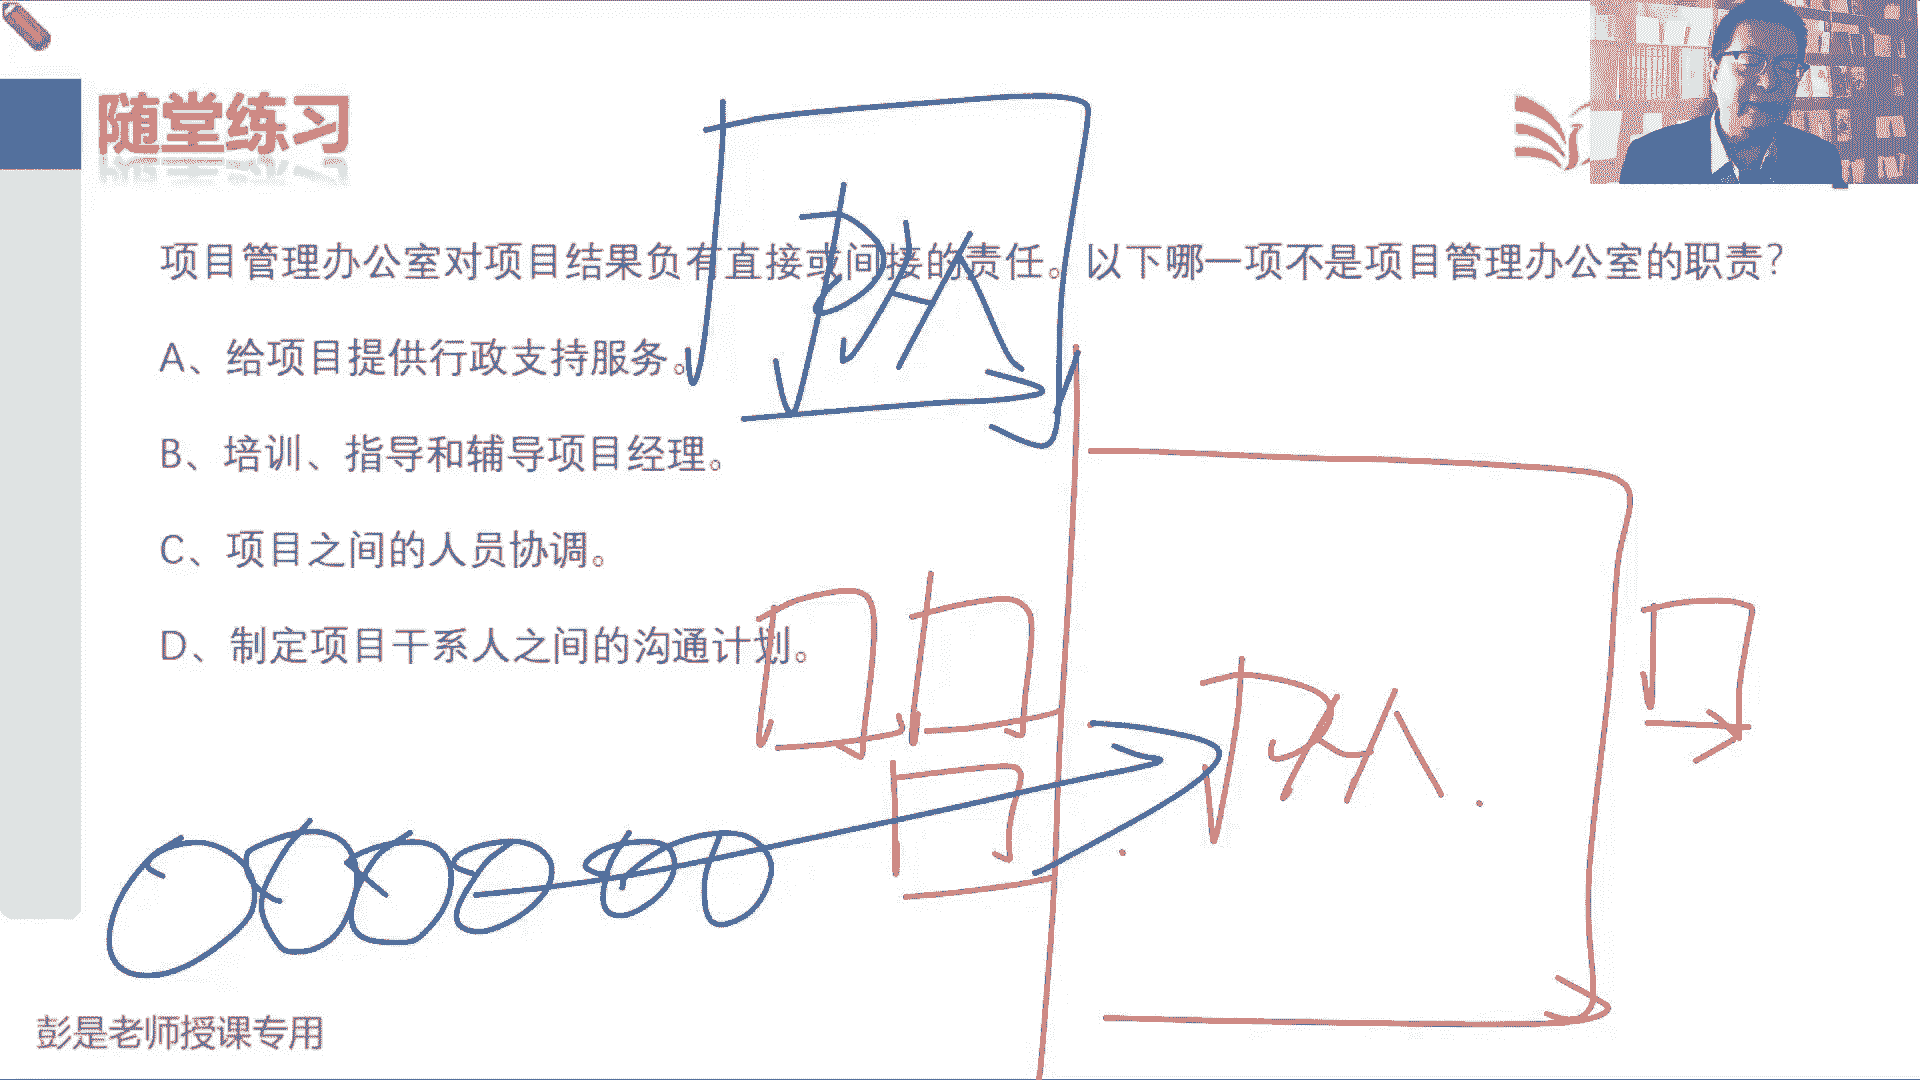 随堂练习
项目管理办公室对项目结果负有直接或间接的责任。以下哪一项不是项目管理办公室的职责？
A、给项目提供行政支持服务。
B、培训、指导和辅导项目经理。
C、项目之间的人员协调。
D、制定项目干系人之间的沟通计划。
彭是老师授课专用